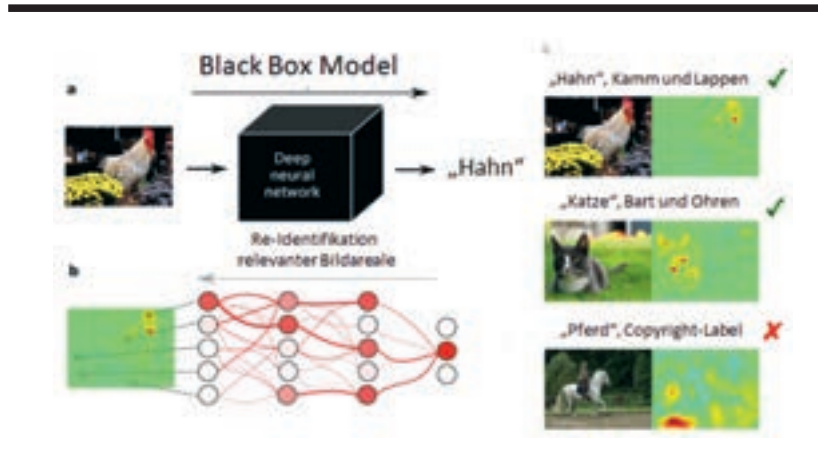 Black Box Model
a
Deep
neural
network
„Hahn“
Re-Identifikation
relevanter Bildareale
b
„Hahn“, Kamm und Lappen
„Katze“, Bart und Ohren
„Pferd“, Copyright-Label